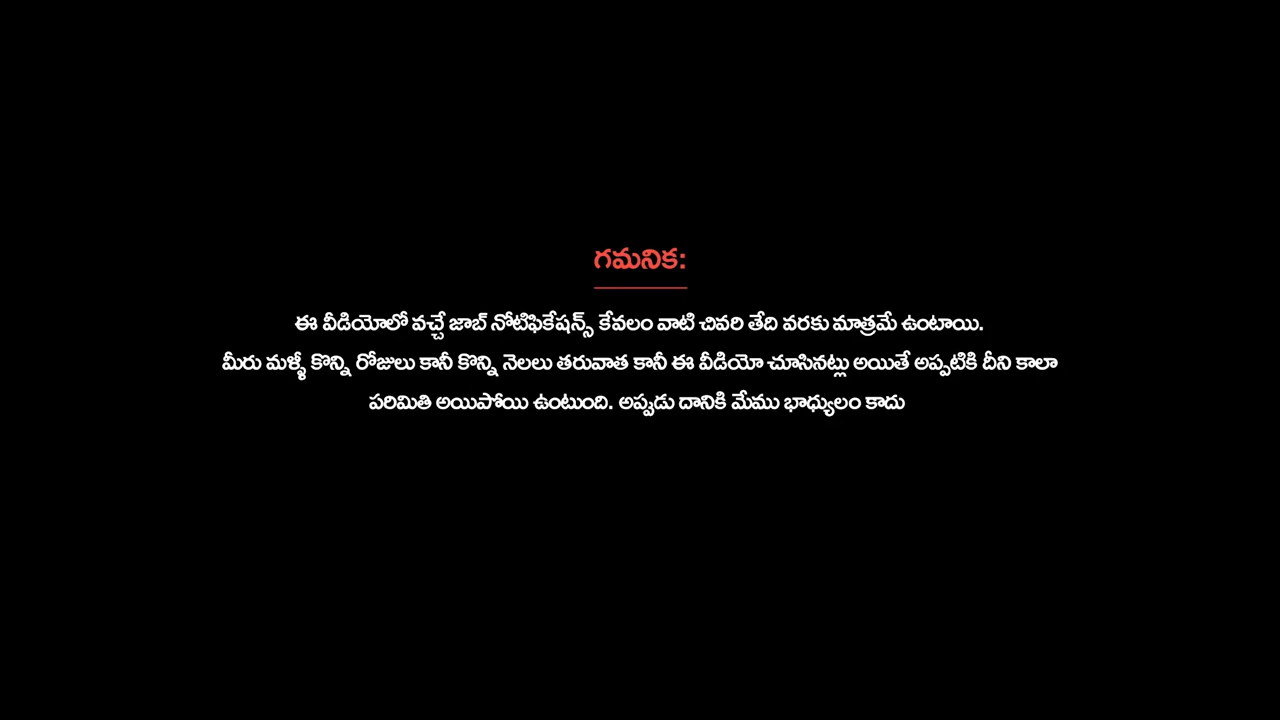 గమనిక:
ఈ వీడియోలో వచ్చే జాబ్ నోటిఫికేషన్స్ కేవలం వాటి చివరి తేది వరకు మాత్రమే ఉంటాయి.
మీరు మళ్ళీ కొన్ని రోజులు కానీ కొన్ని నెలలు తరువాత కానీ ఈ వీడియో చూసినట్లు అయితే అప్పటికి దీని కాలా
పరిమితి అయిపోయి ఉంటుంది. అప్పుడు దానికి మేము భాధ్యులం కాదు